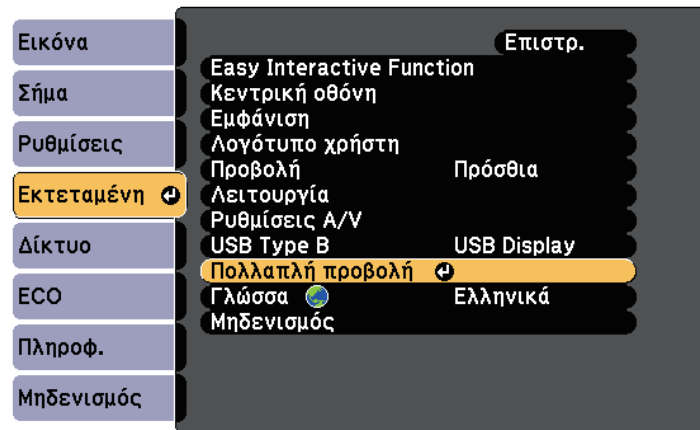 Εικόνα
Σήμα
Ρυθμίσεις
Εκτεταμένη
Δίκτυο
ECO
Πληροφ.
Μηδενισμός
Επιστρ.
Easy Interactive Function
Κεντρική οθόνη
Εμφάνιση
Λογότυπο χρήστη
Προβολή Πρόσθια
Λειτουργία
Ρυθμίσεις A/V
USB Type B USB Display
Πολλαπλή προβολή
Γλώσσα Ελληνικά
Μηδενισμός